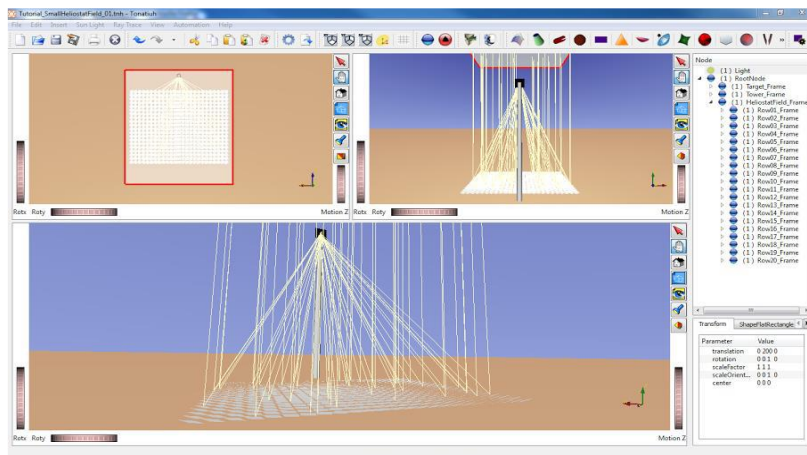 Tutorial_SmallHeliostatField_01.tnh - Tonatiuh
File Edit Insert Sun Light Ray Trace View Automation Help
Node
(1) Light
(1) RootNode
(1) Target_Frame
(1) Tower_Frame
(1) HeliostatField_Frame
(1) Row01_Frame
(1) Row02_Frame
(1) Row03_Frame
(1) Row04_Frame
(1) Row05_Frame
(1) Row06_Frame
(1) Row07_Frame
(1) Row08_Frame
(1) Row09_Frame
(1) Row10_Frame
(1) Row11_Frame
(1) Row12_Frame
(1) Row13_Frame
(1) Row14_Frame
(1) Row15_Frame
(1) Row16_Frame
(1) Row17_Frame
(1) Row18_Frame
(1) Row19_Frame
(1) Row20_Frame
Rotx Roty Motion Z
Rotx Roty Motion Z
Rotx Roty Motion Z
Transform ShapeFlatRectangle
Parameter Value
translation 0 200 0
rotation 0 0 1 0
scaleFactor 1 1 1
scaleOrient... 0 0 1 0
center 0 0 0